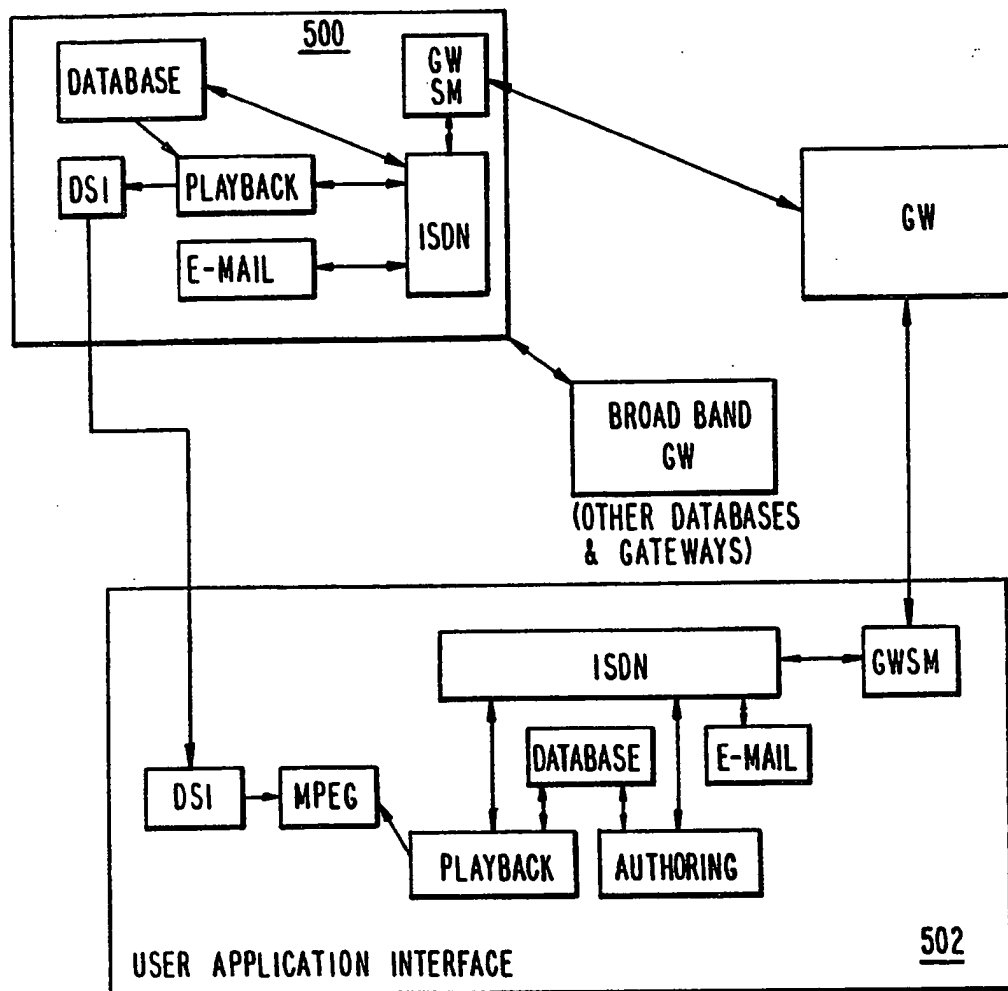 500
DATABASE
GW
SM
DSI
PLAYBACK
ISDN
E-MAIL
GW
BROAD BAND
GW
(OTHER DATABASES
& GATEWAYS)
ISDN
GWSM
DATABASE
E-MAIL
DSI
MPEG
PLAYBACK
AUTHORING
USER APPLICATION INTERFACE
502